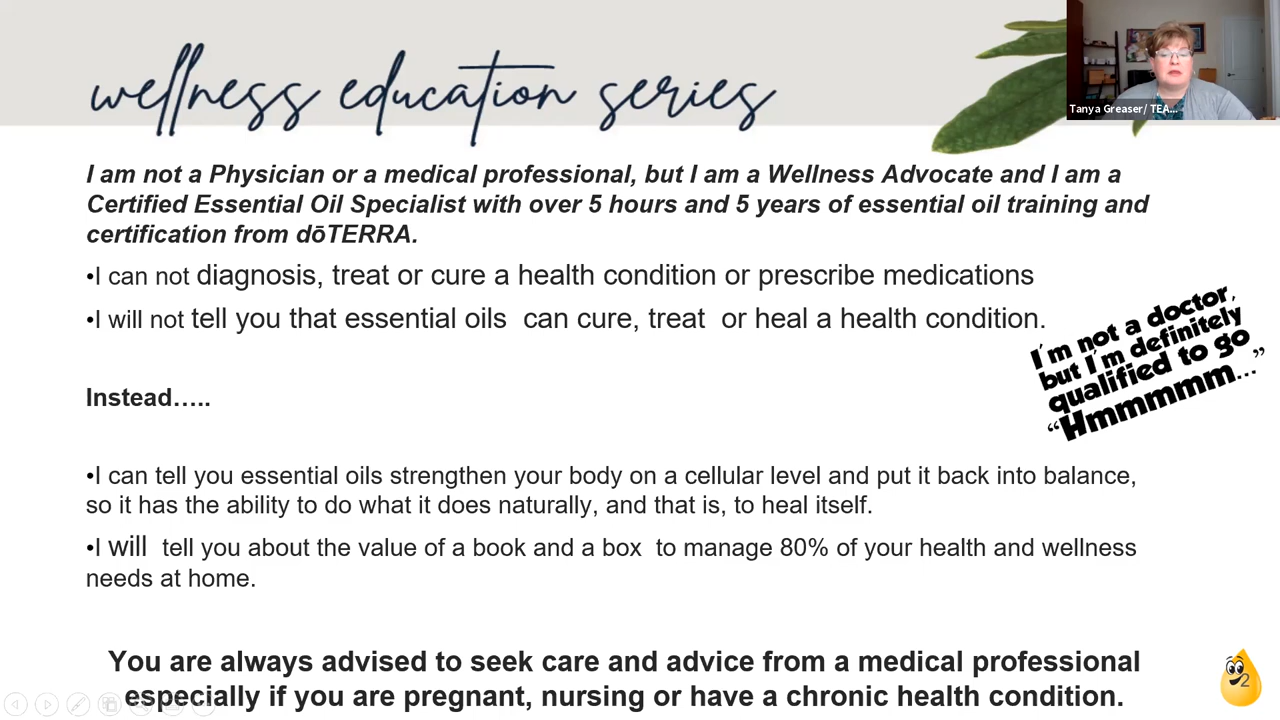 wellness education series
Tanya Greaser/ TEA...
I am not a Physician or a medical professional, but I am a Wellness Advocate and I am a
Certified Essential Oil Specialist with over 5 hours and 5 years of essential oil training and
certification from dōTERRA.
•I can not diagnosis, treat or cure a health condition or prescribe medications
•I will not tell you that essential oils can cure, treat or heal a health condition.
I'm not a doctor,
but I'm definitely
qualified to go
“Hmmmmm...”
Instead…..
•I can tell you essential oils strengthen your body on a cellular level and put it back into balance,
so it has the ability to do what it does naturally, and that is, to heal itself.
•I will tell you about the value of a book and a box to manage 80% of your health and wellness
needs at home.
You are always advised to seek care and advice from a medical professional
especially if you are pregnant, nursing or have a chronic health condition.
2